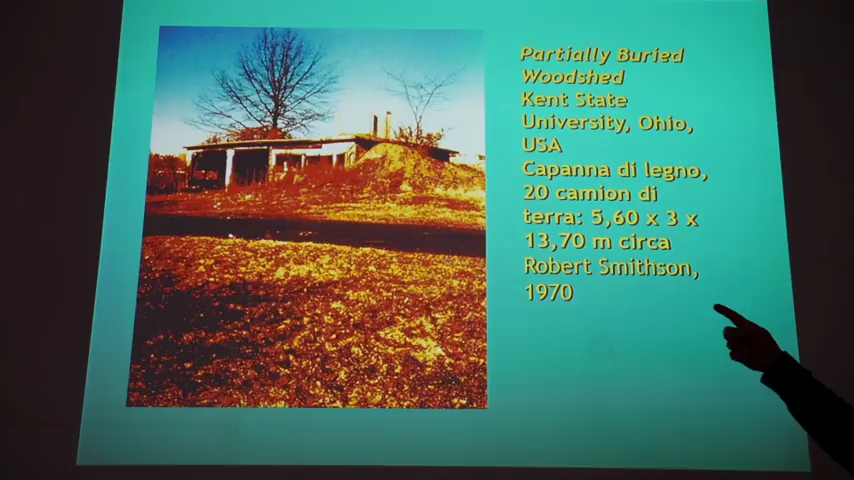 Partially Buried
Woodshed
Kent State
University, Ohio,
USA
Capanna di legno,
20 camion di
terra: 5,60 x 3 x
13,70 m circa
Robert Smithson,
1970